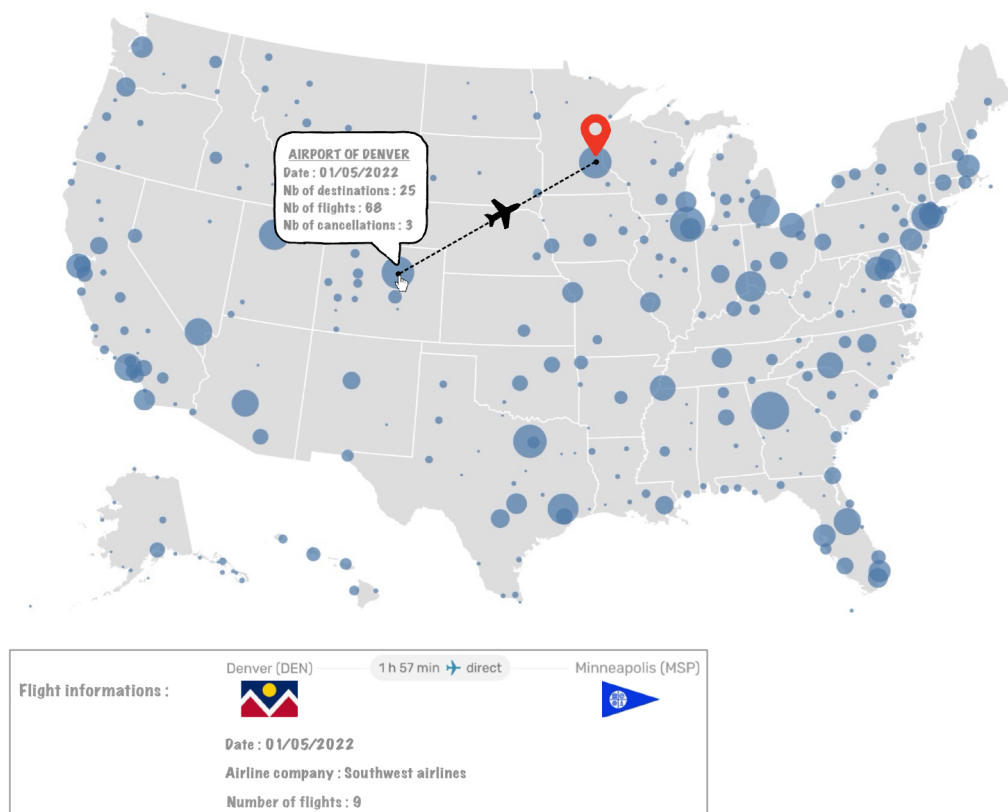 AIRPORT OF DENVER
Date : 01/05/2022
Nb of destinations : 25
Nb of flights : 68
Nb of cancellations : 3
Denver (DEN) 1 h 57 min direct Minneapolis (MSP)
Flight informations :
Date : 01/05/2022
Airline company : Southwest airlines
Number of flights : 9